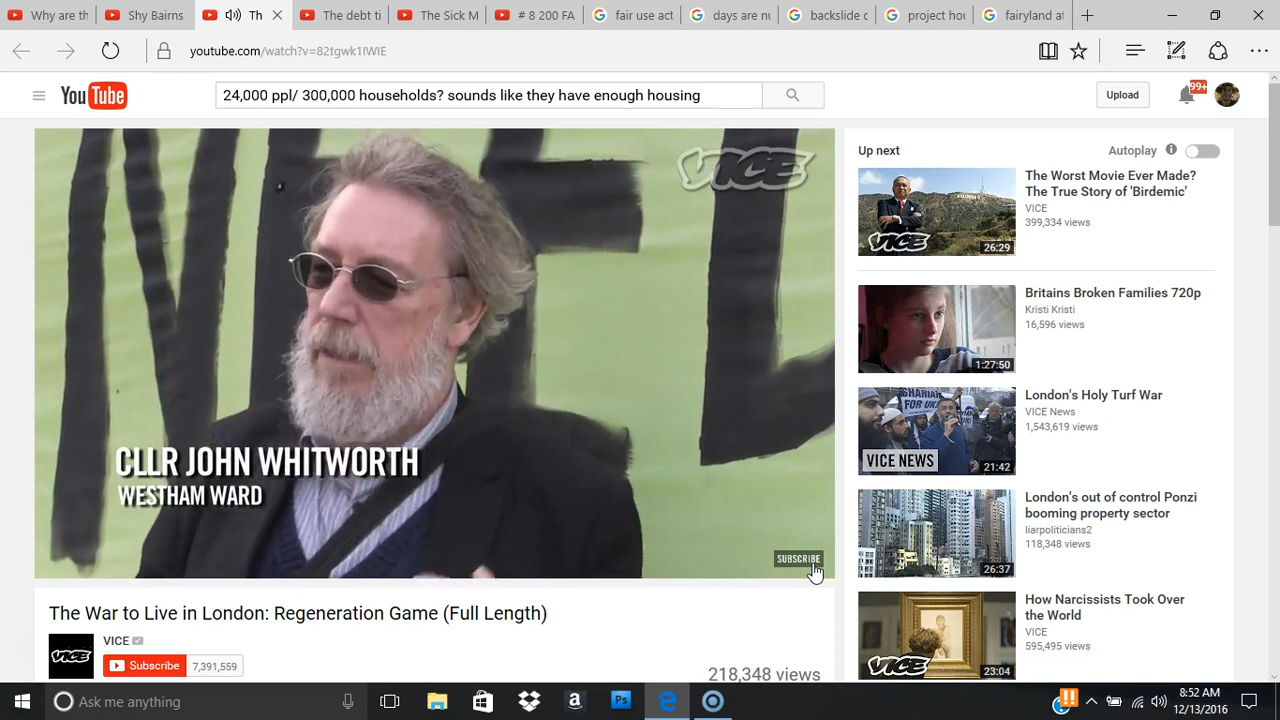 Why are th
Shy Bairns
Th
The debt ti
The Sick M
# 8 200 FA
fair use act
days are nu
backslide c
project hou
fairyland af
youtube.com/watch?v=82tgwk1IWIE
YouTube
24,000 ppl/ 300,000 households? sounds like they have enough housing
Upload
99+
VICE
CLLR JOHN WHITWORTH
WESTHAM WARD
SUBSCRIBE
The War to Live in London: Regeneration Game (Full Length)
VICE
VICE
Subscribe 7,391,559
218,348 views
Up next
Autoplay
VICE
26:29
The Worst Movie Ever Made?
The True Story of 'Birdemic'
VICE
399,334 views
1:27:50
Britains Broken Families 720p
Kristi Kristi
16,596 views
SHARIAH
FOR UK
VICE NEWS
21:42
London's Holy Turf War
VICE News
1,543,619 views
26:37
London's out of control Ponzi
booming property sector
liarpoliticians2
118,348 views
VICE
23:04
How Narcissists Took Over
the World
VICE
595,495 views
Ask me anything
8:52 AM
12/13/2016